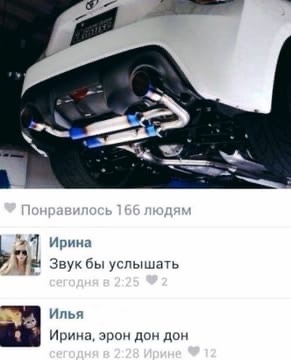 Понравилось 166 людям
Ирина
Звук бы услышать
сегодня в 2:25 2
Илья
Ирина, эрон дон дон
сегодня в 2:28 Ирине 12